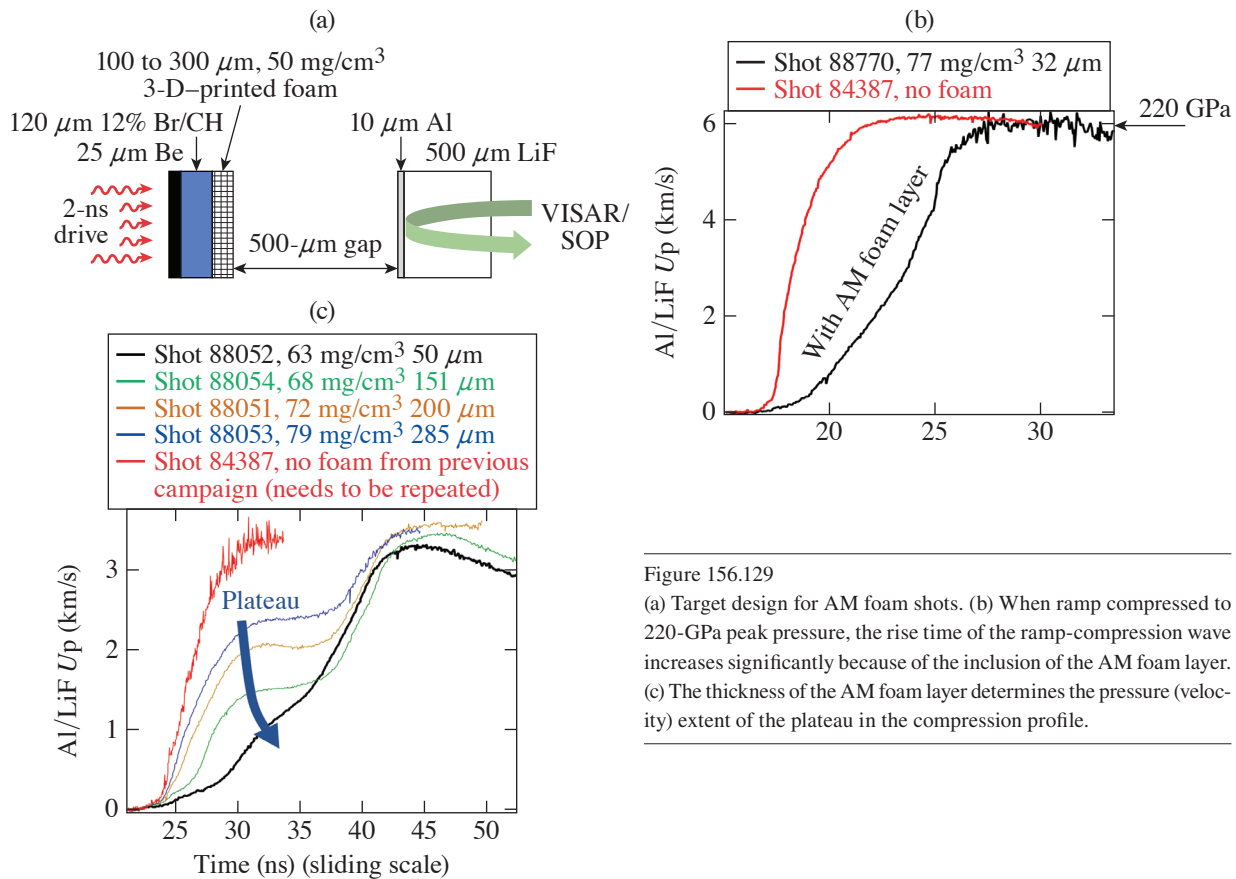 (a)
100 to 300 μm, 50 mg/cm³
3-D–printed foam
120 μm 12% Br/CH
25 μm Be
10 μm Al
500 μm LiF
2-ns
drive
500-μm gap
VISAR/
SOP
(b)
Shot 88770, 77 mg/cm³ 32 μm
Shot 84387, no foam
Al/LiF Up (km/s)
6
4
2
0
20
25
30
With AM foam layer
220 GPa
(c)
Shot 88052, 63 mg/cm³ 50 μm
Shot 88054, 68 mg/cm³ 151 μm
Shot 88051, 72 mg/cm³ 200 μm
Shot 88053, 79 mg/cm³ 285 μm
Shot 84387, no foam from previous
campaign (needs to be repeated)
Al/LiF Up (km/s)
3
2
1
0
Plateau
25
30
35
40
45
50
Time (ns) (sliding scale)
Figure 156.129
(a) Target design for AM foam shots. (b) When ramp compressed to
220-GPa peak pressure, the rise time of the ramp-compression wave
increases significantly because of the inclusion of the AM foam layer.
(c) The thickness of the AM foam layer determines the pressure (veloc-
ity) extent of the plateau in the compression profile.